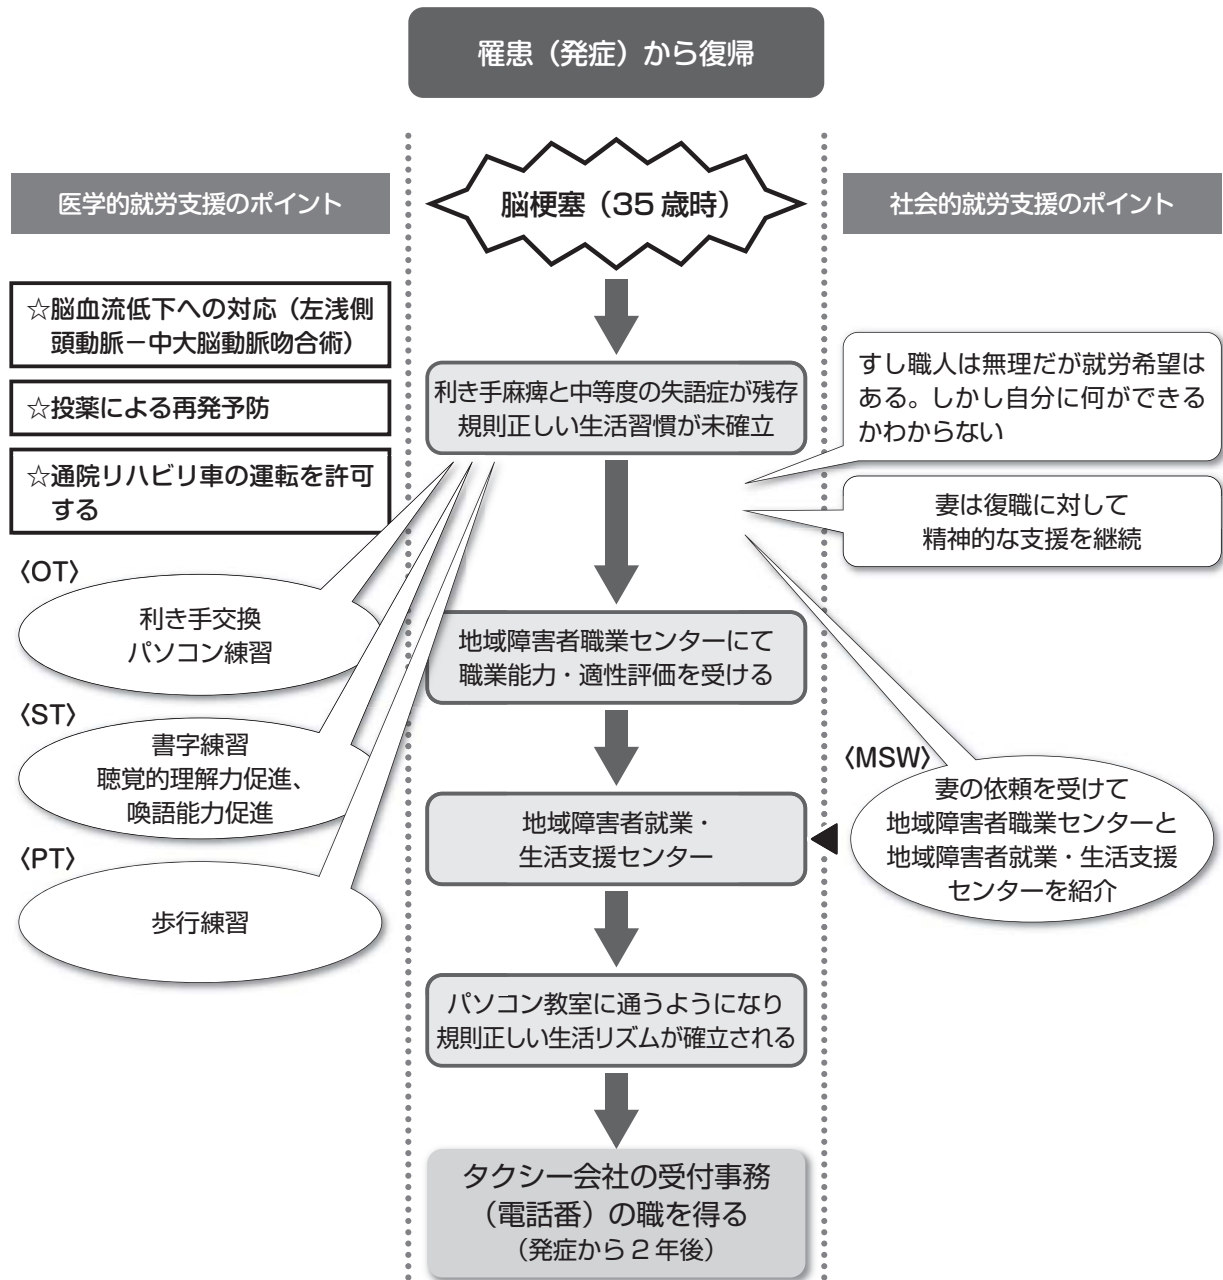 罹患（発症）から復帰
医学的就労支援のポイント
☆脳血流低下への対応（左浅側
頭動脈－中大脳動脈吻合術）
☆投薬による再発予防
☆通院リハビリ車の運転を許可
する
〈OT〉
利き手交換
パソコン練習
〈ST〉
書字練習
聴覚的理解力促進、
喚語能力促進
〈PT〉
歩行練習
脳梗塞（35歳時）
利き手麻痺と中等度の失語症が残存
規則正しい生活習慣が未確立
地域障害者職業センターにて
職業能力・適性評価を受ける
地域障害者就業・
生活支援センター
パソコン教室に通うようになり
規則正しい生活リズムが確立される
タクシー会社の受付事務
（電話番）の職を得る
（発症から２年後）
社会的就労支援のポイント
すし職人は無理だが就労希望は
ある。しかし自分に何ができる
かわからない
妻は復職に対して
精神的な支援を継続
〈MSW〉
妻の依頼を受けて
地域障害者職業センターと
地域障害者就業・生活支援
センターを紹介